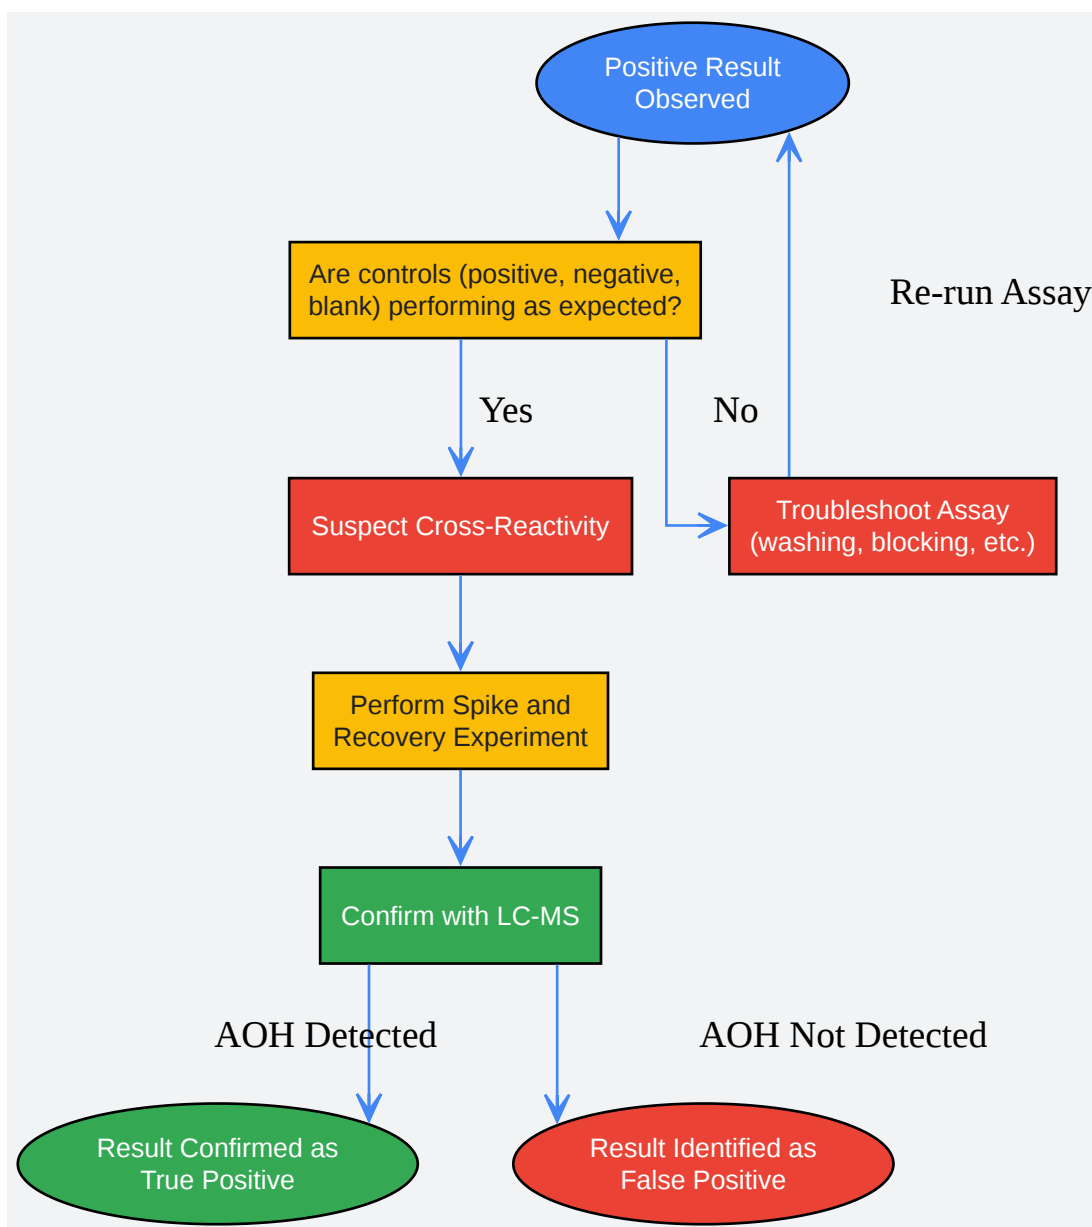 Positive Result
Observed
Are controls (positive, negative,
blank) performing as expected?
Re-run Assay
Yes
No
Suspect Cross-Reactivity
Troubleshoot Assay
(washing, blocking, etc.)
Perform Spike and
Recovery Experiment
Confirm with LC-MS
AOH Detected
AOH Not Detected
Result Confirmed as
True Positive
Result Identified as
False Positive